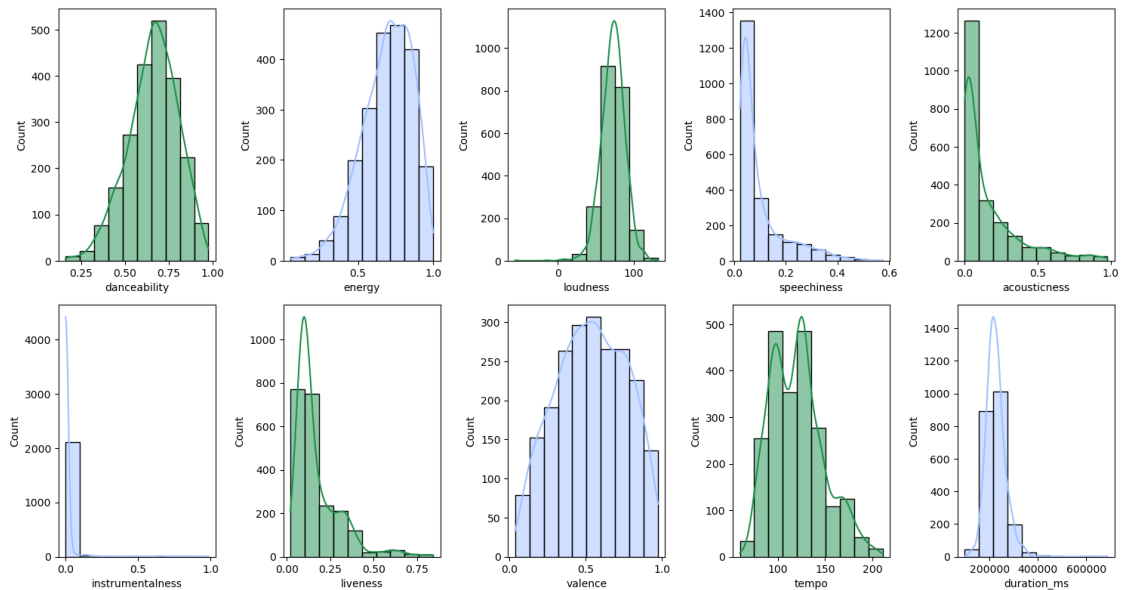 500
400
300
200
100
0
Count
0.25 0.50 0.75 1.00
danceability
400
300
200
100
0
Count
0.5 1.0
energy
1000
800
600
400
200
0
Count
0 100
loudness
1400
1200
1000
800
600
400
200
0
Count
0.0 0.2 0.4 0.6
speechiness
1200
1000
800
600
400
200
0
Count
0.0 0.5 1.0
acousticness
4000
3000
2000
1000
0
Count
0.0 0.5 1.0
instrumentalness
1000
800
600
400
200
0
Count
0.00 0.25 0.50 0.75
liveness
300
250
200
150
100
50
0
Count
0.0 0.5 1.0
valence
500
400
300
200
100
0
Count
100 150 200
tempo
1400
1200
1000
800
600
400
200
0
Count
200000 400000 600000
duration_ms